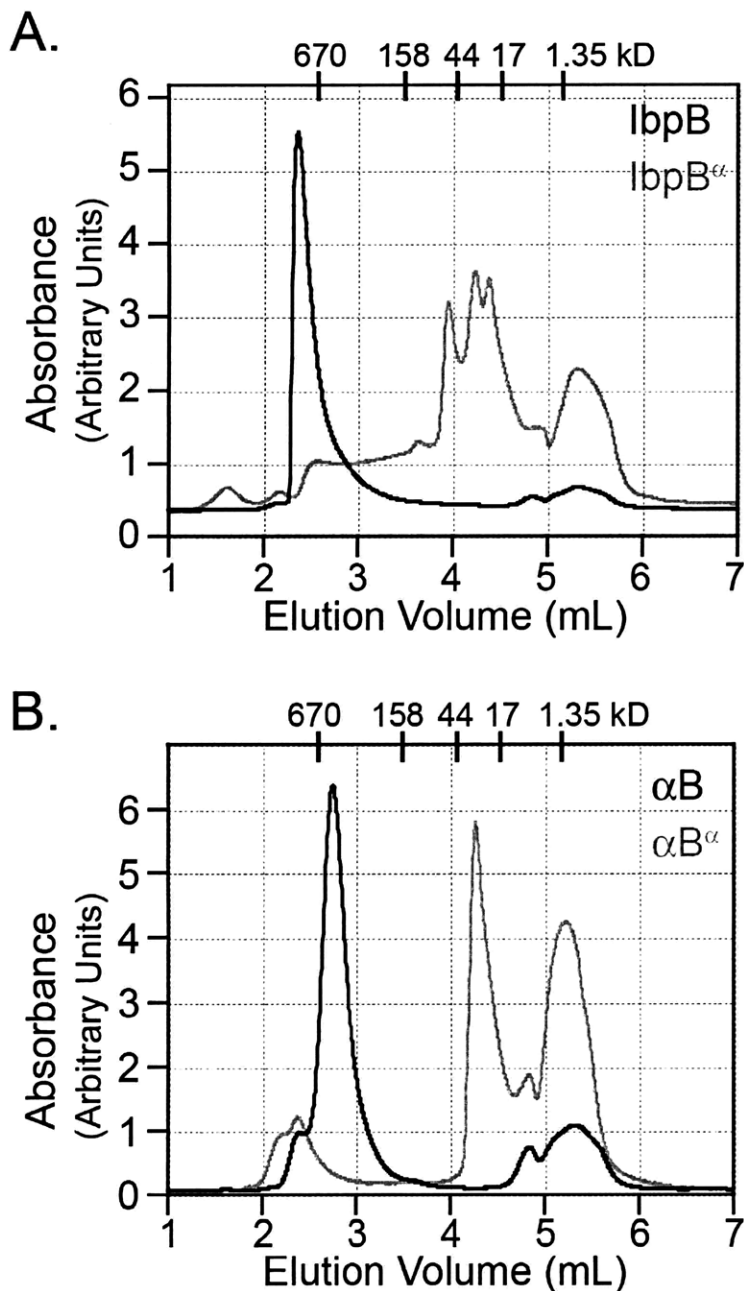 A.
670 158 44 17 1.35 kD
IbpB
IbpBα
6
5
4
3
2
1
0
Absorbance
(Arbitrary Units)
1 2 3 4 5 6 7
Elution Volume (mL)
B.
670 158 44 17 1.35 kD
αB
αBα
6
5
4
3
2
1
0
Absorbance
(Arbitrary Units)
1 2 3 4 5 6 7
Elution Volume (mL)